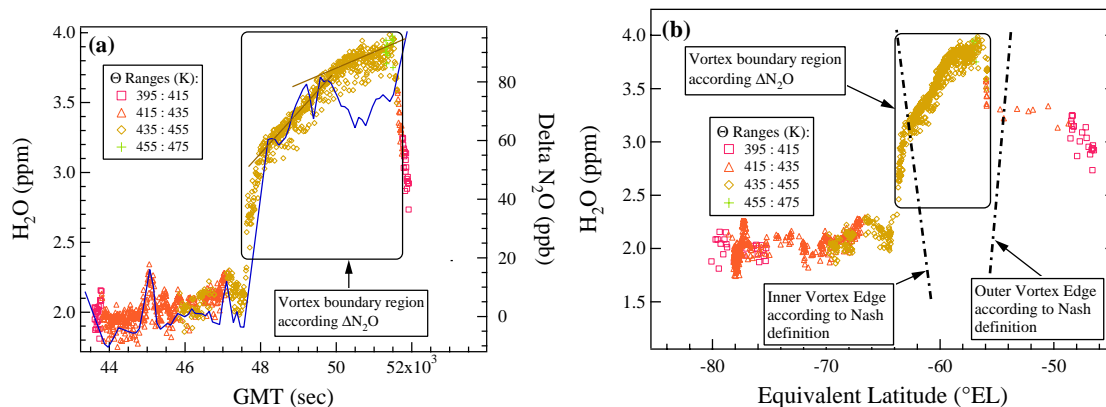 (a)
4.0
3.5
3.0
2.5
2.0
H2O (ppm)
Θ Ranges (K):
395 : 415
415 : 435
435 : 455
455 : 475
Vortex boundary region
according ΔN2O
80
60
40
20
0
Delta N2O
(ppb)
44
46
48
50
52x10³
GMT (sec)
(b)
4.0
3.5
3.0
2.5
2.0
1.5
H2O (ppm)
Vortex boundary region
according ΔN2O
Θ Ranges (K)
395 : 415
415 : 435
435 : 455
455 : 475
Inner Vortex Edge
according to Nash
definition
Outer Vortex Edge
according to Nash
definition
-80
-70
-60
-50
Equivalent Latitude (°EL)